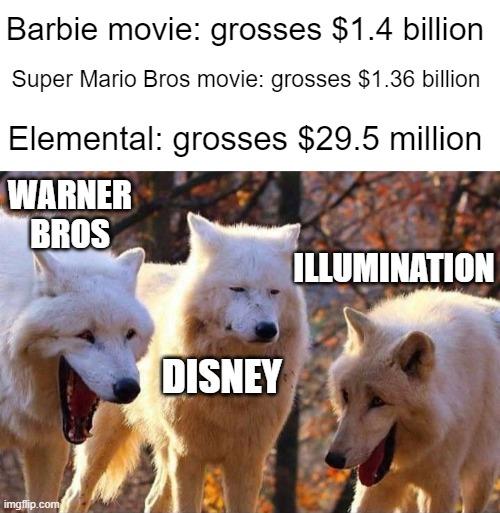 Barbie movie: grosses $1.4 billion
Super Mario Bros movie: grosses $1.36 billion
Elemental: grosses $29.5 million
WARNER
BROS
ILLUMINATION
DISNEY
imgflip.com